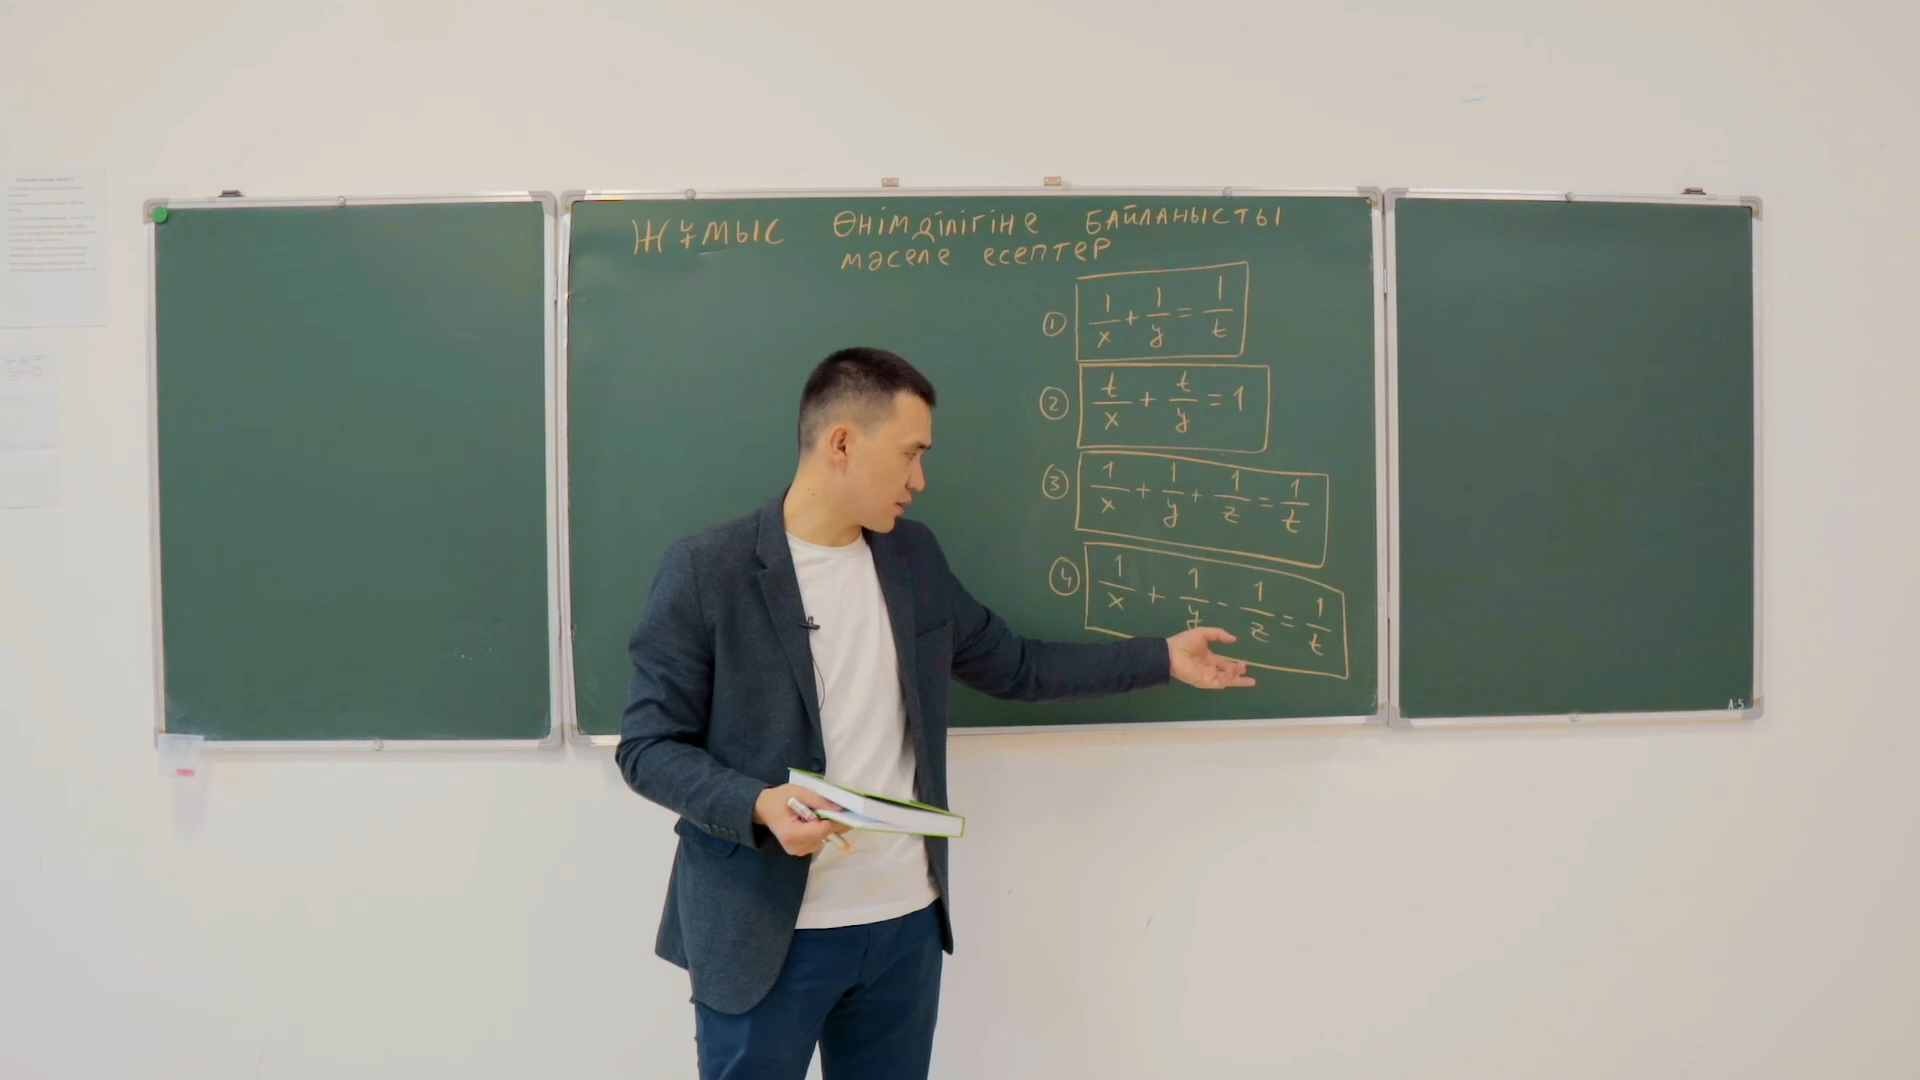 Жұмыс өнімділігіне байланысты
мәселе есептер
① 1/x + 1/y = 1/t
② t/x + t/y = 1
③ 1/x + 1/y + 1/z = 1/t
④ 1/x + 1/y - 1/z = 1/t
A-5